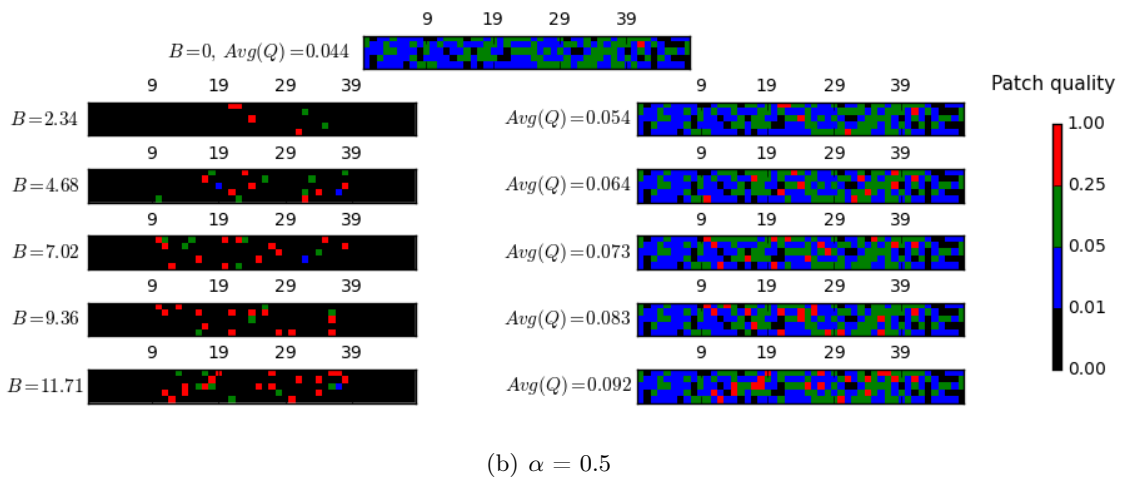 9 19 29 39
B=0, Avg(Q)=0.044
9 19 29 39 9 19 29 39 Patch quality
B=2.34 Avg(Q)=0.054 1.00
9 19 29 39 9 19 29 39
B=4.68 Avg(Q)=0.064 0.25
9 19 29 39 9 19 29 39
B=7.02 Avg(Q)=0.073 0.05
9 19 29 39 9 19 29 39
B=9.36 Avg(Q)=0.083 0.01
9 19 29 39 9 19 29 39
B=11.71 Avg(Q)=0.092 0.00
(b) α = 0.5